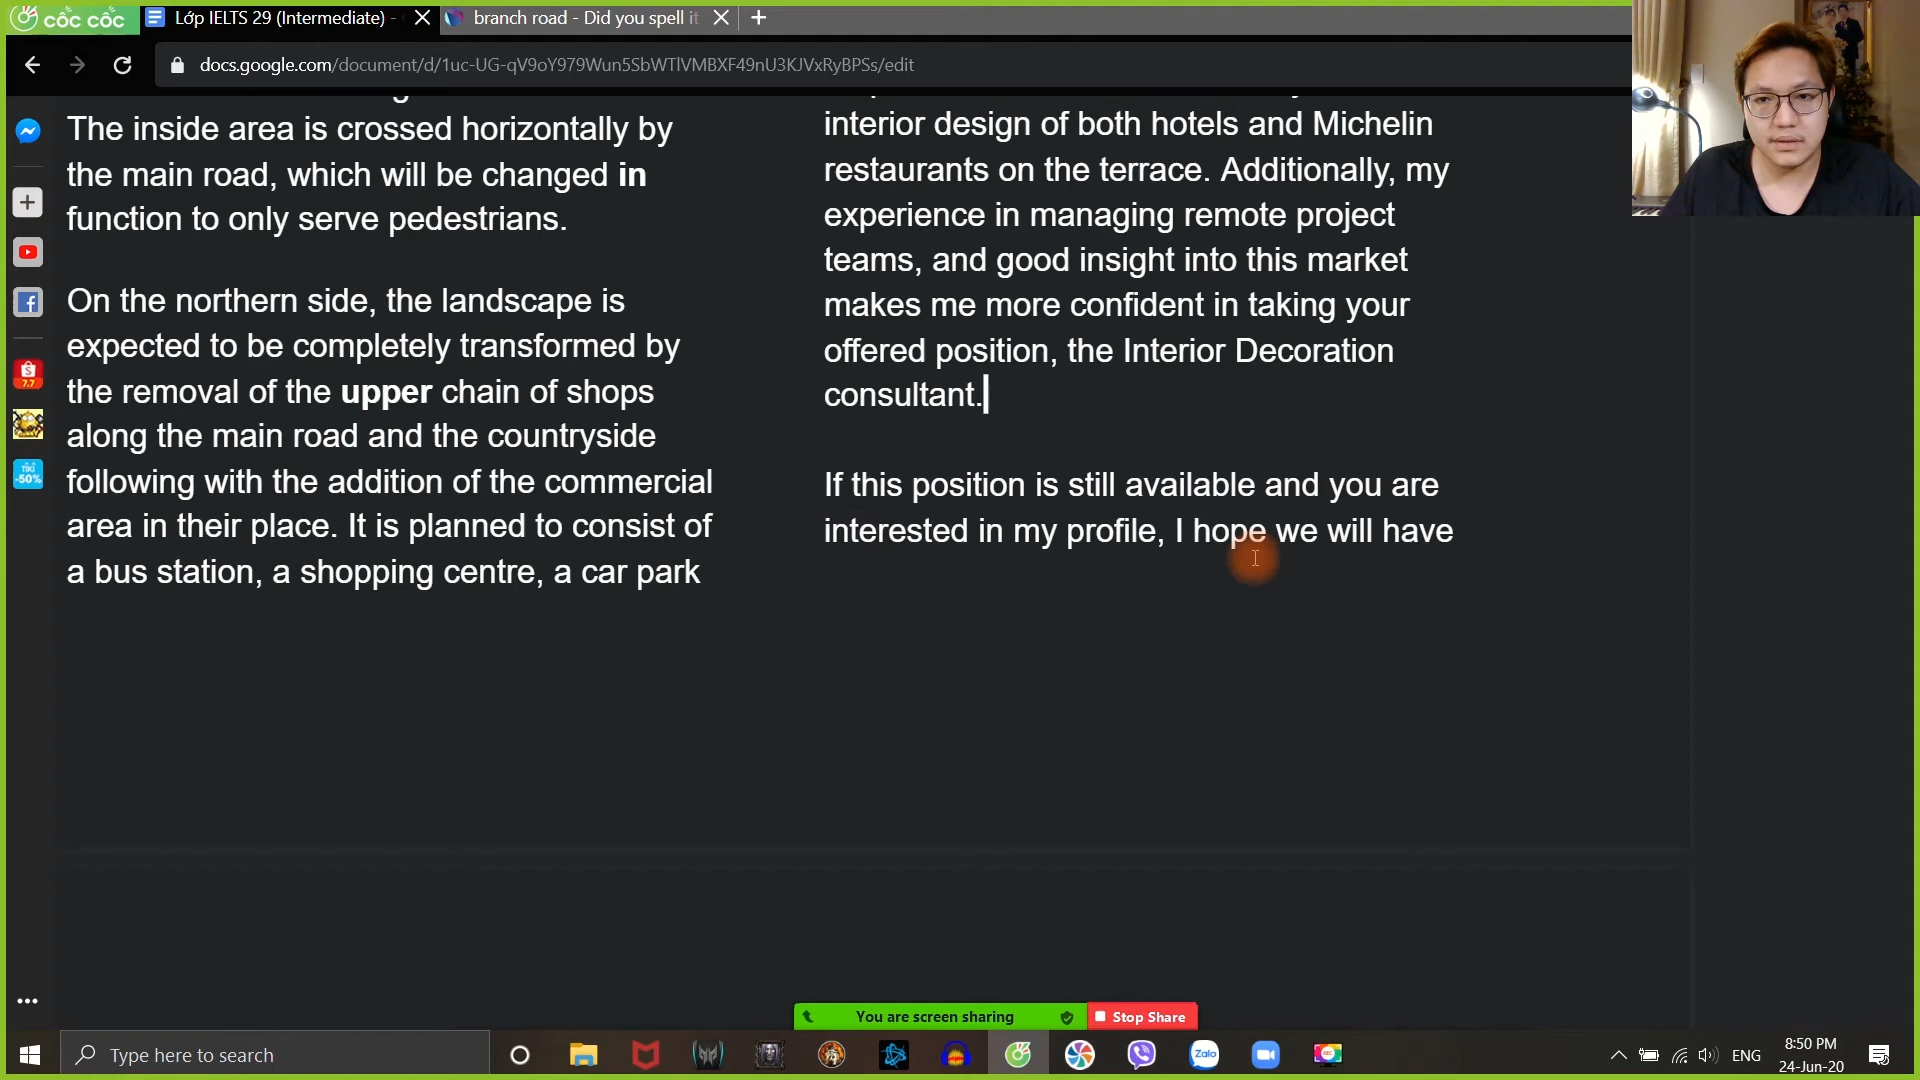 cốc cốc
Lớp IELTS 29 (Intermediate) -
branch road - Did you spell it
docs.google.com/document/d/1uc-UG-qV9oY979Wun5SbWTlVMBXF49nU3KJVxRyBPSs/edit
The inside area is crossed horizontally by
the main road, which will be changed in
function to only serve pedestrians.
On the northern side, the landscape is
expected to be completely transformed by
the removal of the upper chain of shops
along the main road and the countryside
following with the addition of the commercial
area in their place. It is planned to consist of
a bus station, a shopping centre, a car park
interior design of both hotels and Michelin
restaurants on the terrace. Additionally, my
experience in managing remote project
teams, and good insight into this market
makes me more confident in taking your
offered position, the Interior Decoration
consultant.
If this position is still available and you are
interested in my profile, I hope we will have
7.7
TIKI
-50%
You are screen sharing
Stop Share
Type here to search
Zalo
REC
ENG
8:50 PM
24-Jun-20